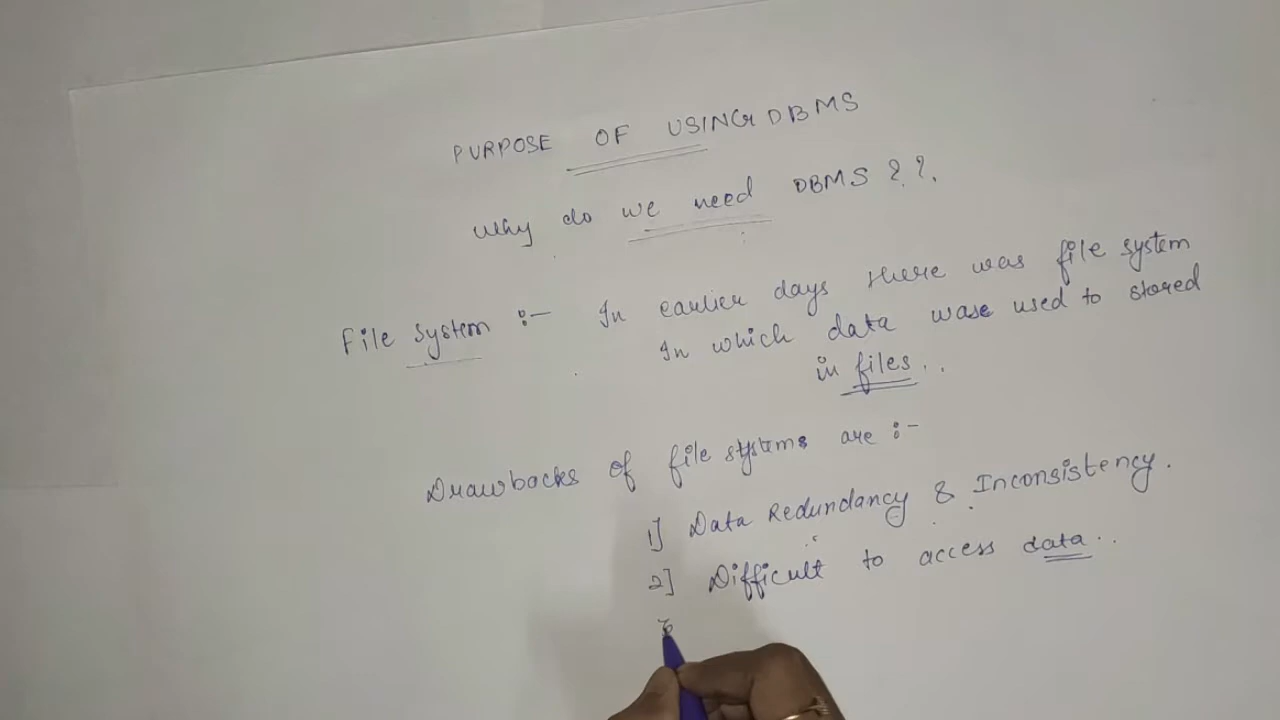 PURPOSE OF USING DBMS
Why do we need DBMS ??.
File System :- In earlier days there was file system
In which data wase used to stored
in files ..
Drawbacks of file systems are :-
1] Data Redundancy & Inconsistency.
2] Difficult to access data ..